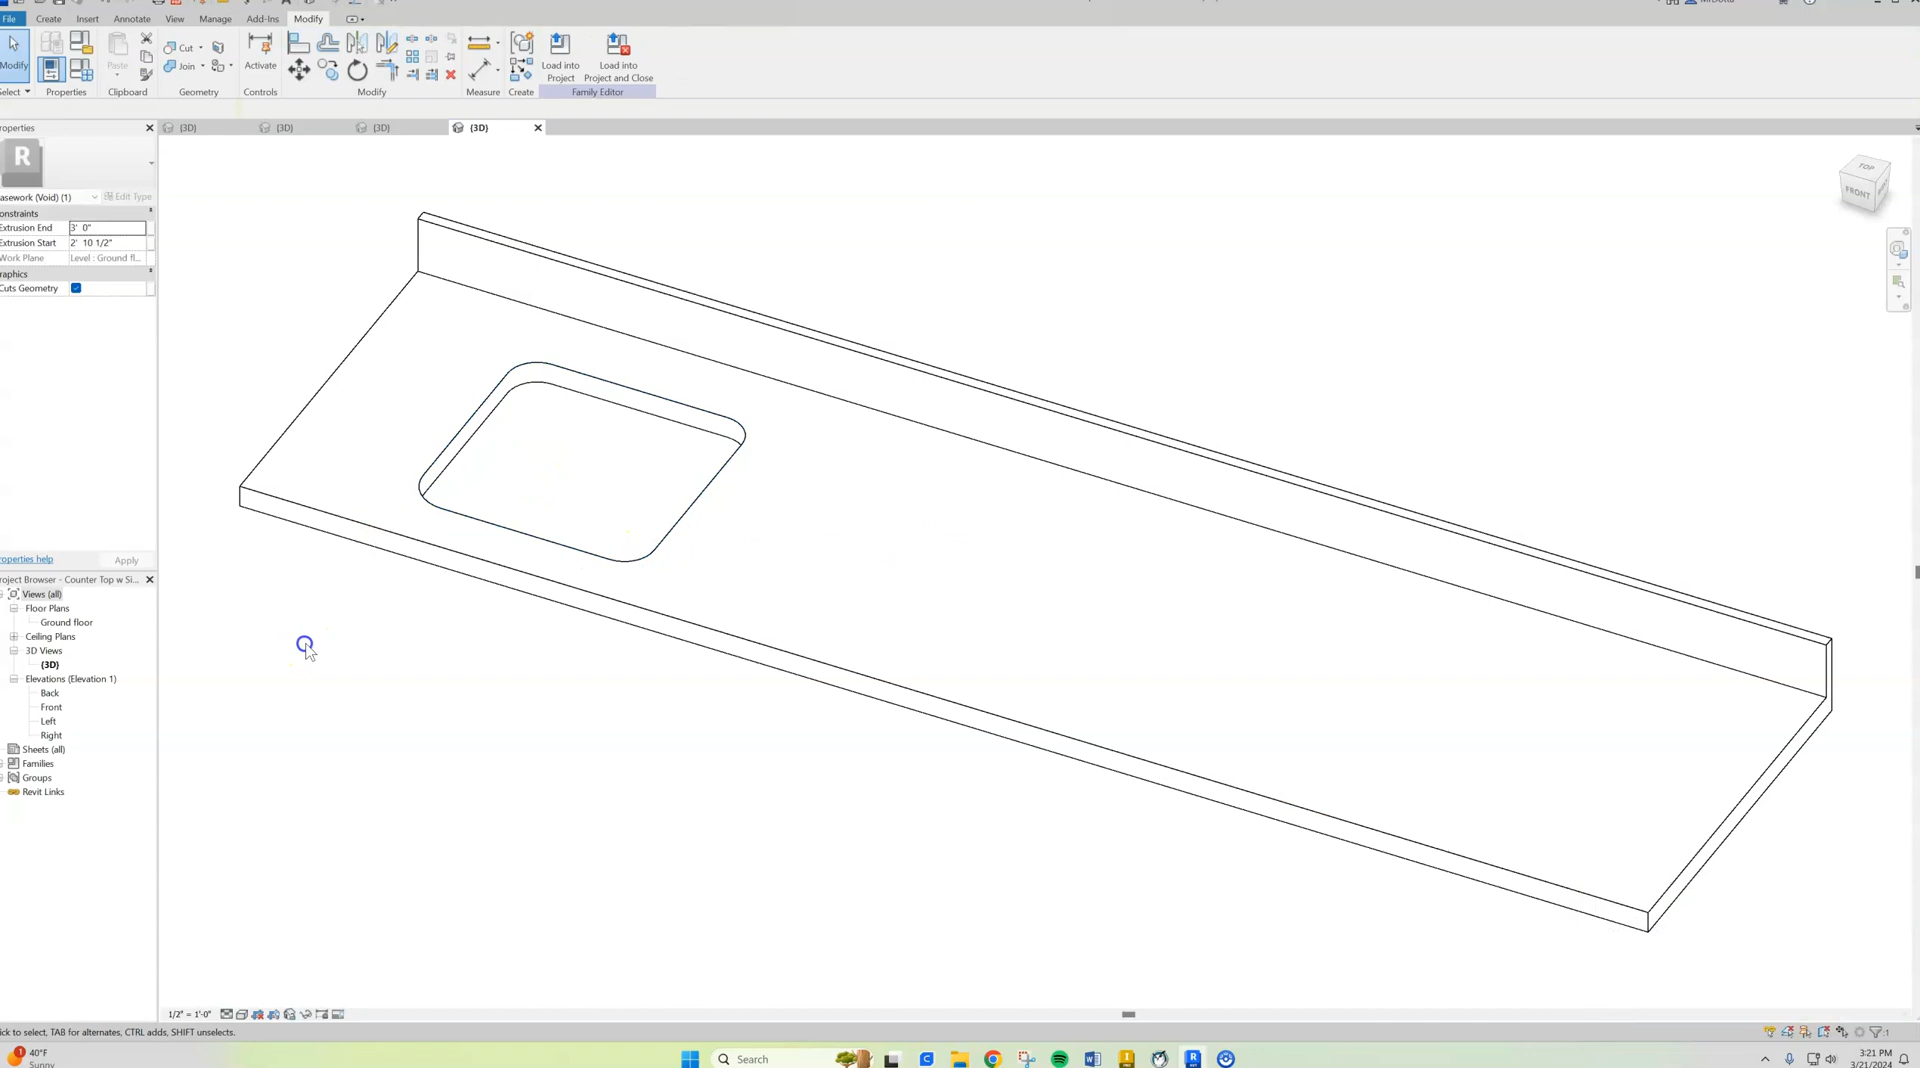 File Create Insert Annotate View Manage Add-Ins Modify
Cut
Join
Modify
Paste
Activate
Load into
Project
Load into
Project and Close
Select Properties Clipboard Geometry Controls Modify Measure Create Family Editor
roperties
(3D) (3D) (3D) (3D)
R
asework (Void) (1) Edit Type
onstraints
Extrusion End 3' 0"
Extrusion Start 2' 10 1/2"
Work Plane Level : Ground fl...
raphics
Cuts Geometry
TOP
FRONT
roperties help Apply
roject Browser - Counter Top w Si...
Views (all)
Floor Plans
Ground floor
Ceiling Plans
3D Views
{3D}
Elevations (Elevation 1)
Back
Front
Left
Right
Sheets (all)
Families
Groups
Revit Links
1/2" = 1'-0"
ick to select, TAB for alternates, CTRL adds, SHIFT unselects.
:1
1
40°F
Sunny
Search
3:21 PM
3/21/2024